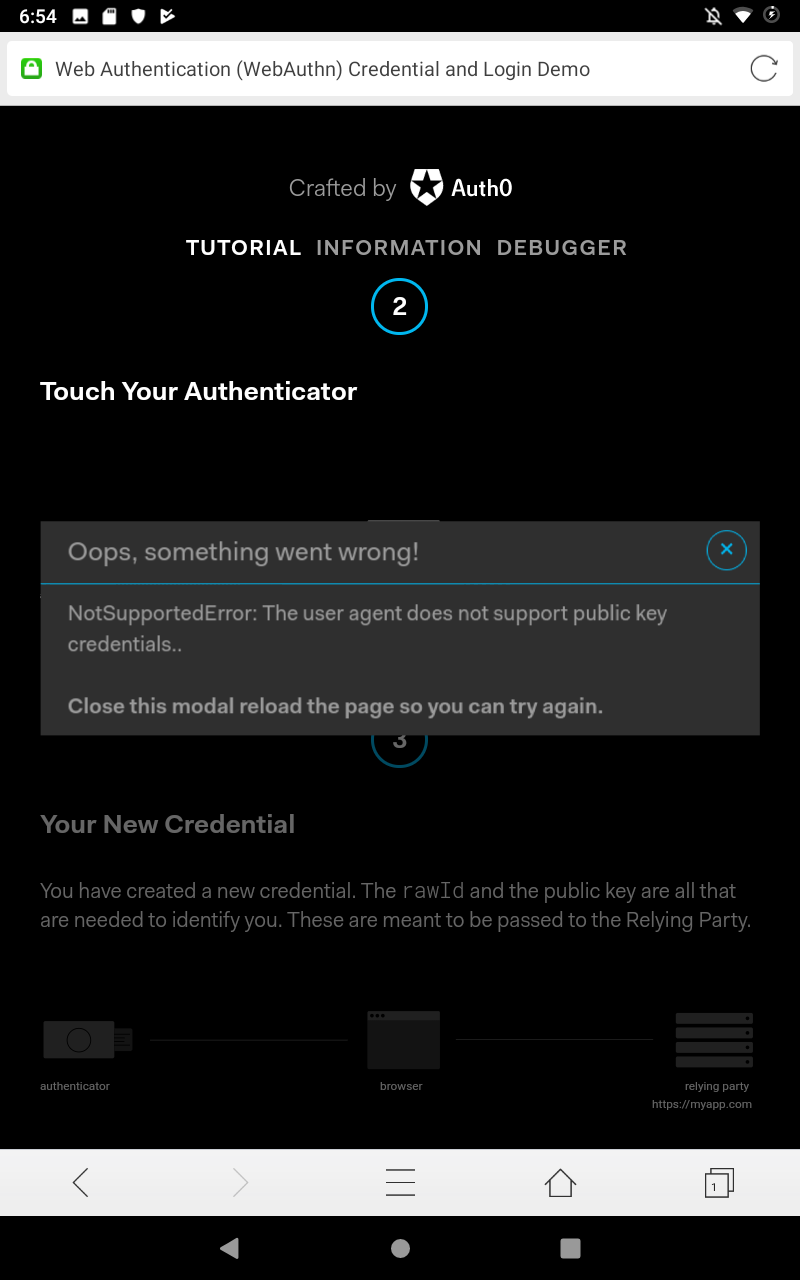 6:54
Web Authentication (WebAuthn) Credential and Login Demo
Crafted by Auth0
TUTORIAL INFORMATION DEBUGGER
2
Touch Your Authenticator
Oops, something went wrong!
NotSupportedError: The user agent does not support public key
credentials..
Close this modal reload the page so you can try again.
3
Your New Credential
You have created a new credential. The rawId and the public key are all that
are needed to identify you. These are meant to be passed to the Relying Party.
authenticator browser relying party
https://myapp.com
1